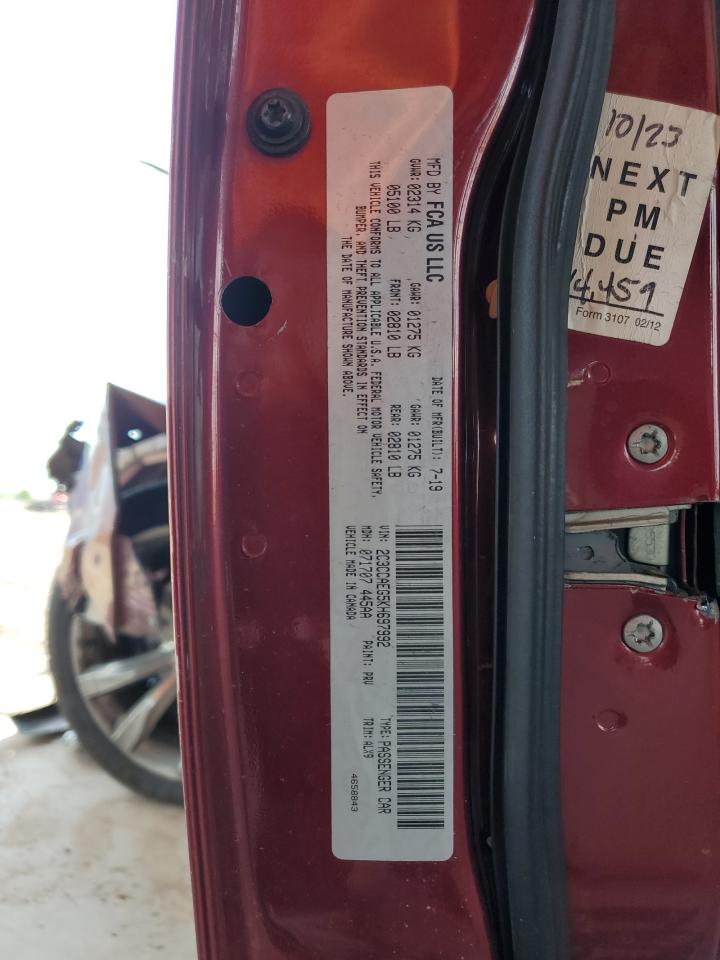 MFD BY FCA US LLC
DATE OF MFR(BUILT): 7-19
GVWR: 02314 KG
GAWR: 01275 KG
GAWR: 01275 KG
05100 LB
FRONT: 02810 LB
REAR: 02810 LB
THIS VEHICLE CONFORMS TO ALL APPLICABLE U.S.A. FEDERAL MOTOR VEHICLE SAFETY,
BUMPER, AND THEFT PREVENTION STANDARDS IN EFFECT ON
THE DATE OF MANUFACTURE SHOWN ABOVE.
VIN: 2C3CCAEG5KH697992
TYPE: PASSENGER CAR
MDH: 071707 445AA
PAINT: PRV
TRIM: ALX9
VEHICLE MADE IN CANADA
4658843
10/23
NEXT
PM
DUE
4,459
Form 3107 02/12